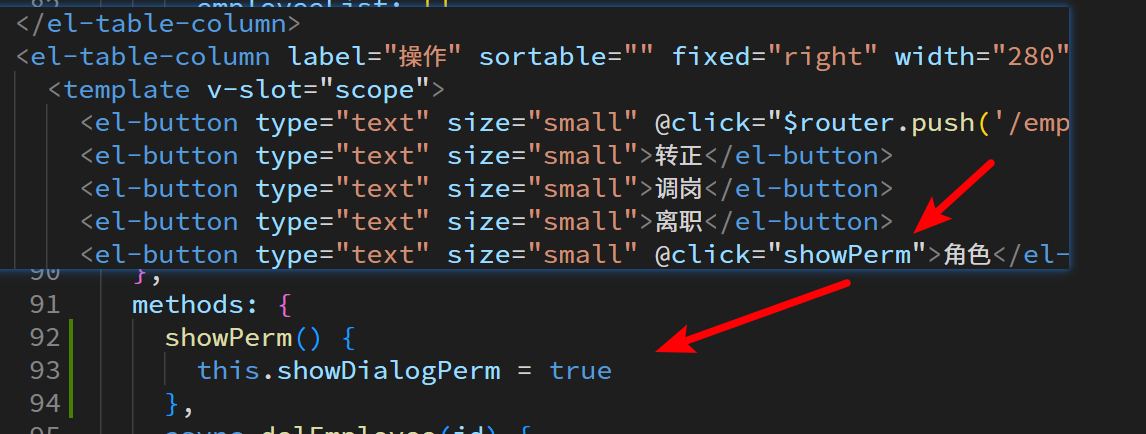 </el-table-column>
<el-table-column label="操作" sortable="" fixed="right" width="280"
<template v-slot="scope">
<el-button type="text" size="small" @click="$router.push('/emp
<el-button type="text" size="small">转正</el-button>
<el-button type="text" size="small">调岗</el-button>
<el-button type="text" size="small">离职</el-button>
<el-button type="text" size="small" @click="showPerm">角色</el-
90 },
91 methods: {
92 showPerm() {
93 this.showDialogPerm = true
94 },